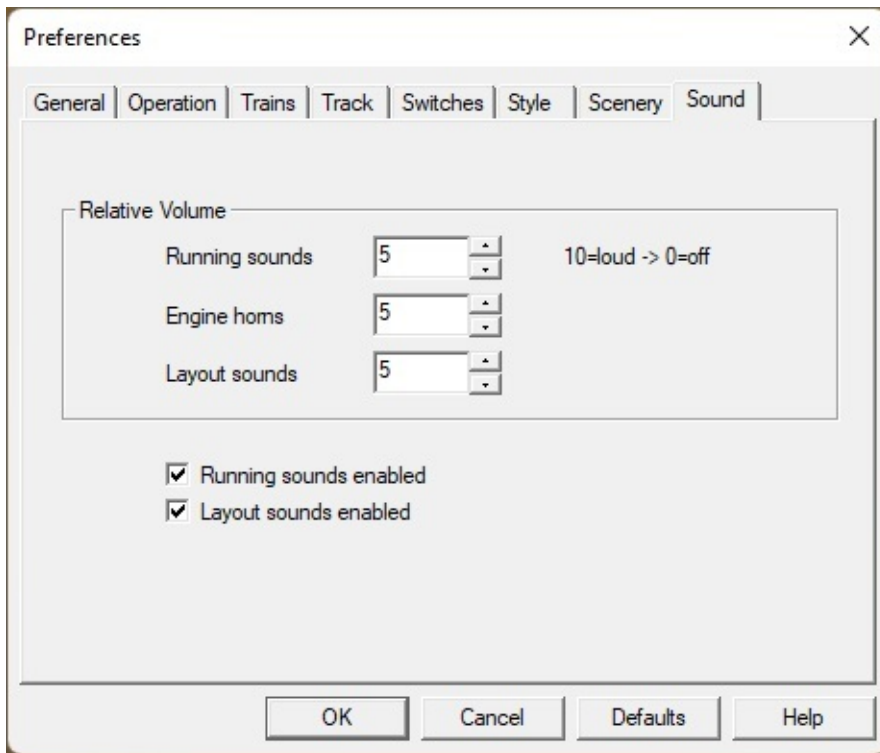 Preferences
General Operation Trains Track Switches Style Scenery Sound
Relative Volume
Running sounds 5 10=loud -> 0=off
Engine horns 5
Layout sounds 5
Running sounds enabled
Layout sounds enabled
OK Cancel Defaults Help